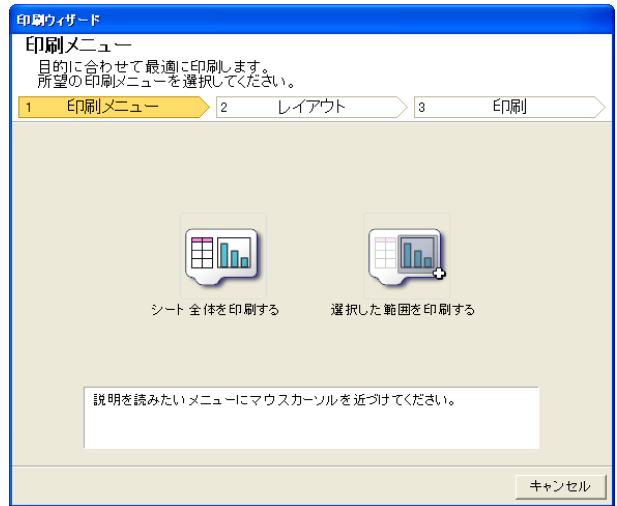 印刷ウィザード
印刷メニュー
目的に合わせて最適に印刷します。
所望の印刷メニューを選択してください。
1 印刷メニュー 2 レイアウト 3 印刷
シート全体を印刷する 選択した範囲を印刷する
説明を読みたいメニューにマウスカーソルを近づけてください。
キャンセル